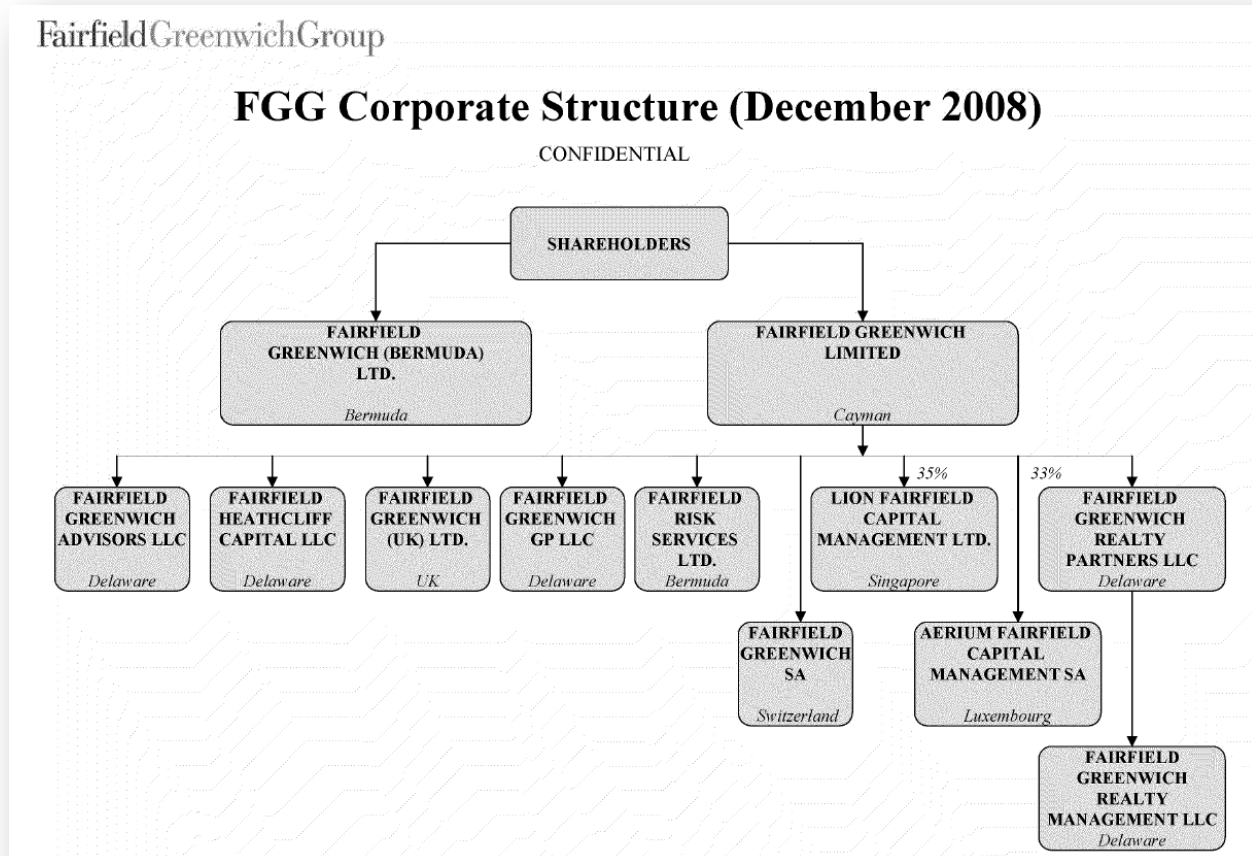 FairfieldGreenwichGroup
FGG Corporate Structure (December 2008)
CONFIDENTIAL
SHAREHOLDERS
FAIRFIELD
GREENWICH (BERMUDA)
LTD.
Bermuda
FAIRFIELD GREENWICH
LIMITED
Cayman
35%
33%
FAIRFIELD
GREENWICH
ADVISORS LLC
Delaware
FAIRFIELD
HEATHCLIFF
CAPITAL LLC
Delaware
FAIRFIELD
GREENWICH
(UK) LTD.
UK
FAIRFIELD
GREENWICH
GP LLC
Delaware
FAIRFIELD
RISK
SERVICES
LTD.
Bermuda
LION FAIRFIELD
CAPITAL
MANAGEMENT LTD.
Singapore
FAIRFIELD
GREENWICH
REALTY
PARTNERS LLC
Delaware
FAIRFIELD
GREENWICH
SA
Switzerland
AERIUM FAIRFIELD
CAPITAL
MANAGEMENT SA
Luxembourg
FAIRFIELD
GREENWICH
REALTY
MANAGEMENT LLC
Delaware